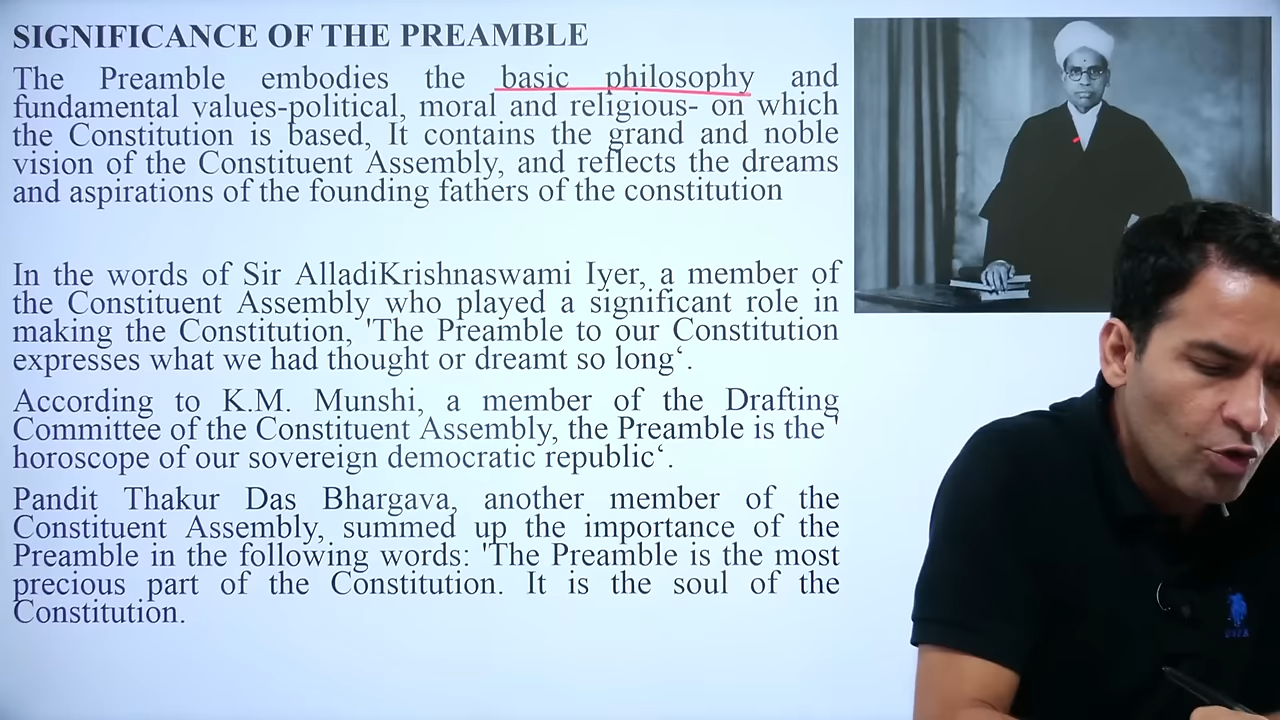 SIGNIFICANCE OF THE PREAMBLE
The Preamble embodies the basic philosophy and
fundamental values-political, moral and religious- on which
the Constitution is based, It contains the grand and noble
vision of the Constituent Assembly, and reflects the dreams
and aspirations of the founding fathers of the constitution
In the words of Sir AlladiKrishnaswami Iyer, a member of
the Constituent Assembly who played a significant role in
making the Constitution, 'The Preamble to our Constitution
expresses what we had thought or dreamt so long‘.
According to K.M. Munshi, a member of the Drafting
Committee of the Constituent Assembly, the Preamble is the '
horoscope of our sovereign democratic republic‘.
Pandit Thakur Das Bhargava, another member of the
Constituent Assembly, summed up the importance of the
Preamble in the following words: 'The Preamble is the most
precious part of the Constitution. It is the soul of the
Constitution.